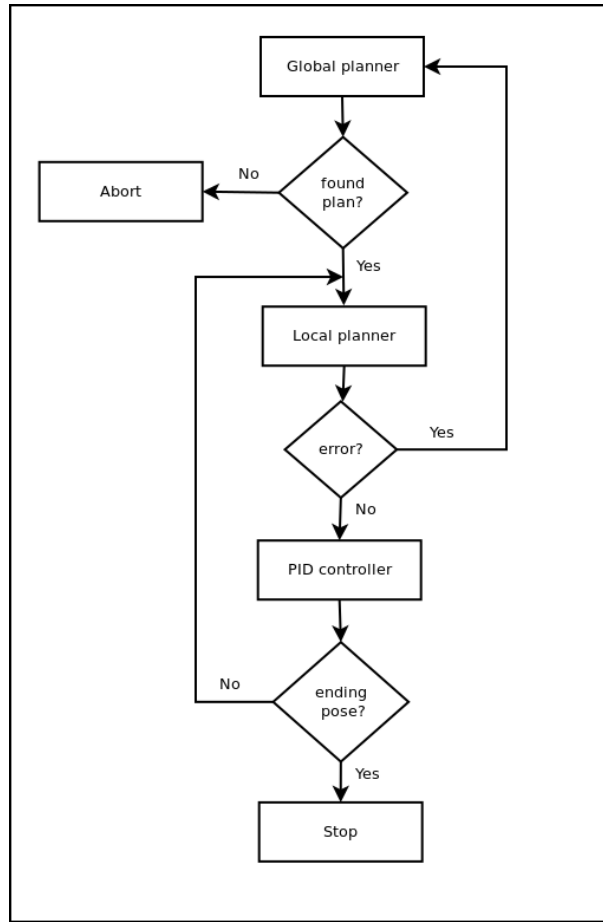 Global planner
found
plan?
No
Abort
Yes
Local planner
error?
Yes
No
PID controller
ending
pose?
No
Yes
Stop